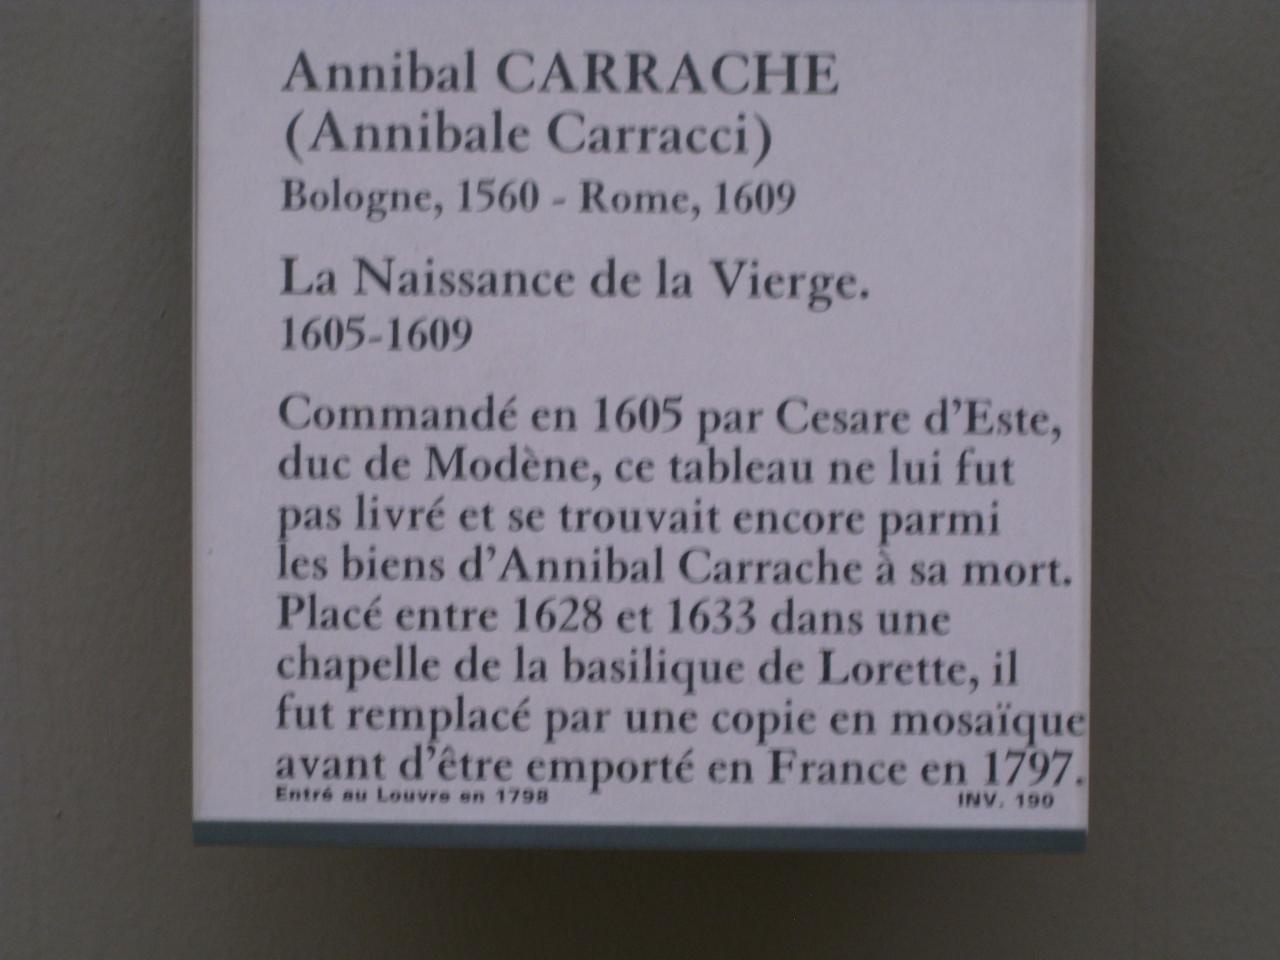 Annibal CARRACHE
(Annibale Carracci)
Bologne, 1560 - Rome, 1609
La Naissance de la Vierge.
1605-1609
Commandé en 1605 par Cesare d'Este,
duc de Modène, ce tableau ne lui fut
pas livré et se trouvait encore parmi
les biens d'Annibal Carrache à sa mort.
Placé entre 1628 et 1633 dans une
chapelle de la basilique de Lorette, il
fut remplacé par une copie en mosaïque
avant d'être emporté en France en 1797.
Entré au Louvre en 1798 INV. 190